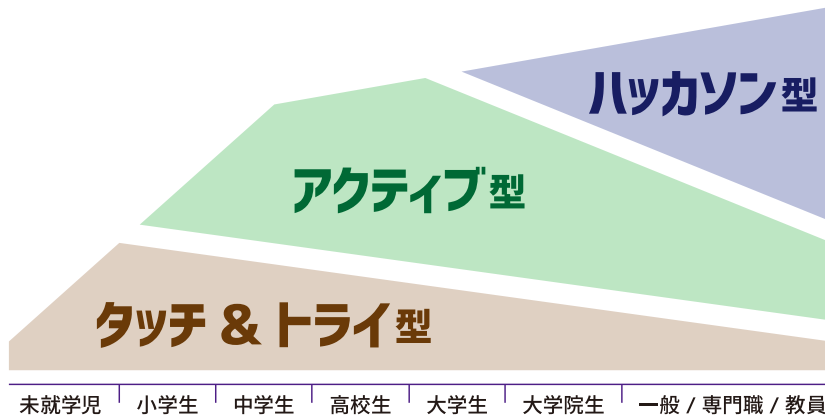 ハッカソン型
アクティブ型
タッチ & トライ型
未就学児
小学生
中学生
高校生
大学生
大学院生
一般 / 専門職 / 教員